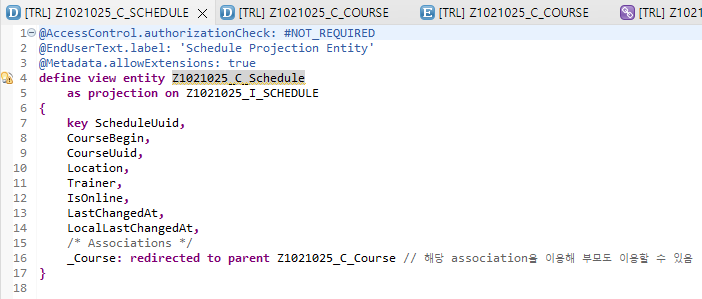 [TRL] Z1021025_C_SCHEDULE [TRL] Z1021025_C_COURSE [TRL] Z1021025_C_COURSE [TRL] Z1021
1 @AccessControl.authorizationCheck: #NOT_REQUIRED
2 @EndUserText.label: 'Schedule Projection Entity'
3 @Metadata.allowExtensions: true
4 define view entity Z1021025_C_Schedule
5 as projection on Z1021025_I_SCHEDULE
6 {
7 key ScheduleUuid,
8 CourseBegin,
9 CourseUuid,
10 Location,
11 Trainer,
12 IsOnline,
13 LastChangedAt,
14 LocalLastChangedAt,
15 /* Associations */
16 _Course: redirected to parent Z1021025_C_Course // 해당 association을 이용해 부모도 이용할 수 있음
17 }
18